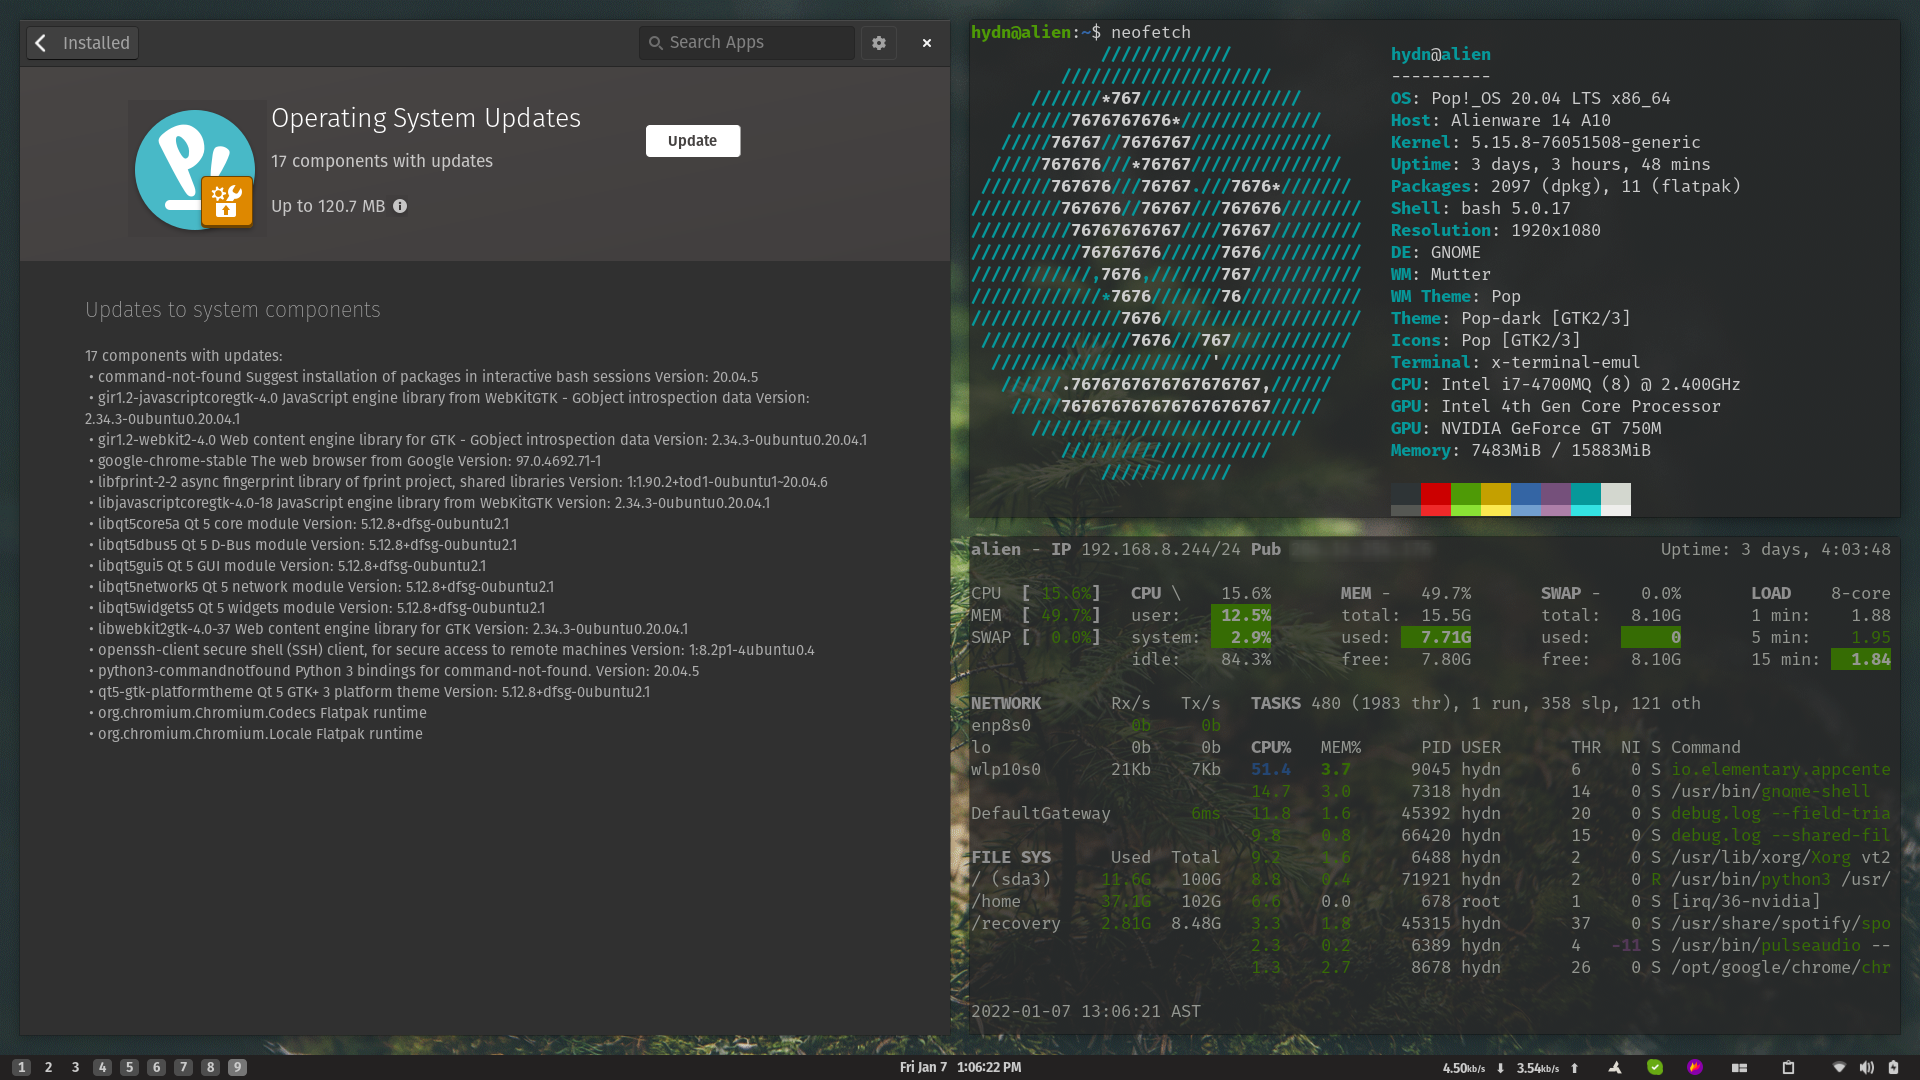 Installed
Search Apps
Operating System Updates
17 components with updates
Up to 120.7 MB
Update
Updates to system components
17 components with updates:
• command-not-found Suggest installation of packages in interactive bash sessions Version: 20.04.5
• gir1.2-javascriptcoregtk-4.0 JavaScript engine library from WebKitGTK - GObject introspection data Version:
2.34.3-0ubuntu0.20.04.1
• gir1.2-webkit2-4.0 Web content engine library for GTK - GObject introspection data Version: 2.34.3-0ubuntu0.20.04.1
• google-chrome-stable The web browser from Google Version: 97.0.4692.71-1
• libfprint-2-2 async fingerprint library of fprint project, shared libraries Version: 1:1.90.2+tod1-0ubuntu1~20.04.6
• libjavascriptcoregtk-4.0-18 JavaScript engine library from WebKitGTK Version: 2.34.3-0ubuntu0.20.04.1
• libqt5core5a Qt 5 core module Version: 5.12.8+dfsg-0ubuntu2.1
• libqt5dbus5 Qt 5 D-Bus module Version: 5.12.8+dfsg-0ubuntu2.1
• libqt5gui5 Qt 5 GUI module Version: 5.12.8+dfsg-0ubuntu2.1
• libqt5network5 Qt 5 network module Version: 5.12.8+dfsg-0ubuntu2.1
• libqt5widgets5 Qt 5 widgets module Version: 5.12.8+dfsg-0ubuntu2.1
• libwebkit2gtk-4.0-37 Web content engine library for GTK Version: 2.34.3-0ubuntu0.20.04.1
• openssh-client secure shell (SSH) client, for secure access to remote machines Version: 1:8.2p1-4ubuntu0.4
• python3-commandnotfound Python 3 bindings for command-not-found. Version: 20.04.5
• qt5-gtk-platformtheme Qt 5 GTK+ 3 platform theme Version: 5.12.8+dfsg-0ubuntu2.1
• org.chromium.Chromium.Codecs Flatpak runtime
• org.chromium.Chromium.Locale Flatpak runtime
hydn@alien:~$ neofetch
/////////////
/////////////////////
///////*767////////////////
//////7676767676*//////////////
/////76767//7676767//////////////
/////767676///*76767///////////////
///////767676///76767.///7676*///////
/////////767676//76767///767676////////
//////////76767676767////76767/////////
///////////76767676//////7676//////////
////////////,7676,///////767///////////
/////////////*7676///////76////////////
///////////////7676////////////////////
///////////////7676///767////////////
//////////////////////'////////////
//////.7676767676767676767,//////
/////767676767676767676767/////
///////////////////////////
/////////////////////
/////////////
hydn@alien
----------
OS: Pop!_OS 20.04 LTS x86_64
Host: Alienware 14 A10
Kernel: 5.15.8-76051508-generic
Uptime: 3 days, 3 hours, 48 mins
Packages: 2097 (dpkg), 11 (flatpak)
Shell: bash 5.0.17
Resolution: 1920x1080
DE: GNOME
WM: Mutter
WM Theme: Pop
Theme: Pop-dark [GTK2/3]
Icons: Pop [GTK2/3]
Terminal: x-terminal-emul
CPU: Intel i7-4700MQ (8) @ 2.400GHz
GPU: Intel 4th Gen Core Processor
GPU: NVIDIA GeForce GT 750M
Memory: 7483MiB / 15883MiB
alien - IP 192.168.8.244/24 Pub
Uptime: 3 days, 4:03:48
CPU [ 15.6%] CPU \ 15.6% MEM - 49.7% SWAP - 0.0% LOAD 8-core
MEM [ 49.7%] user: 12.5% total: 15.5G total: 8.10G 1 min: 1.88
SWAP [ 0.0%] system: 2.9% used: 7.71G used: 0 5 min: 1.95
idle: 84.3% free: 7.80G free: 8.10G 15 min: 1.84
NETWORK Rx/s Tx/s TASKS 480 (1983 thr), 1 run, 358 slp, 121 oth
enp8s0 0b 0b
lo 0b 0b CPU% MEM% PID USER THR NI S Command
wlp10s0 21Kb 7Kb 51.4 3.7 9045 hydn 6 0 S io.elementary.appcente
14.7 3.0 7318 hydn 14 0 S /usr/bin/gnome-shell
DefaultGateway 6ms 11.8 1.6 45392 hydn 20 0 S debug.log --field-tria
9.8 0.8 66420 hydn 15 0 S debug.log --shared-fil
FILE SYS Used Total 9.2 1.6 6488 hydn 2 0 S /usr/lib/xorg/Xorg vt2
/ (sda3) 11.6G 100G 8.8 0.4 71921 hydn 2 0 R /usr/bin/python3 /usr/
/home 37.1G 102G 6.6 0.0 678 root 1 0 S [irq/36-nvidia]
/recovery 2.81G 8.48G 3.3 1.8 45315 hydn 37 0 S /usr/share/spotify/spo
2.3 0.2 6389 hydn 4 -11 S /usr/bin/pulseaudio --
1.3 2.7 8678 hydn 26 0 S /opt/google/chrome/chr
2022-01-07 13:06:21 AST
1 2 3 4 5 6 7 8 9
Fri Jan 7 1:06:22 PM
4.50kb/s ⬇ 3.54kb/s ⬆